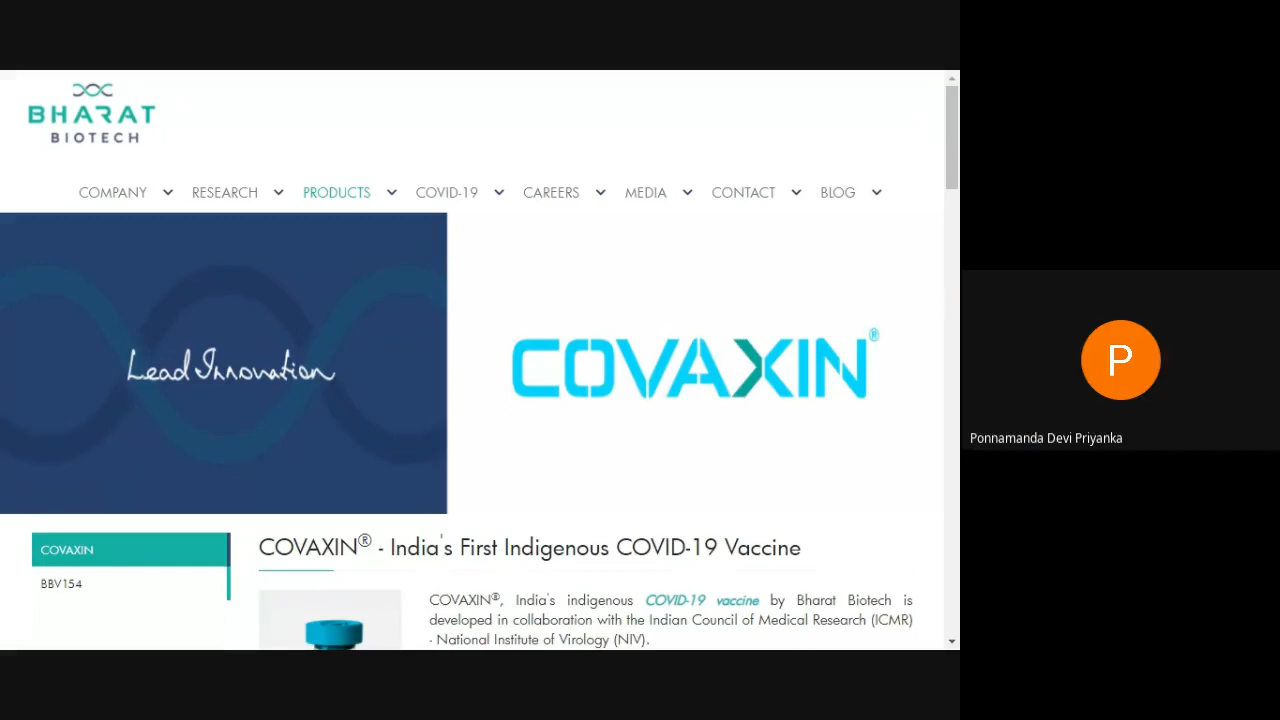 BHARAT
BIOTECH
COMPANY RESEARCH PRODUCTS COVID-19 CAREERS MEDIA CONTACT BLOG
Lead Innovation
COVAXIN®
COVAXIN
BBV154
COVAXIN® - India's First Indigenous COVID-19 Vaccine
COVAXIN®, India's indigenous COVID-19 vaccine by Bharat Biotech is
developed in collaboration with the Indian Council of Medical Research (ICMR)
- National Institute of Virology (NIV).
P
Ponnamanda Devi Priyanka